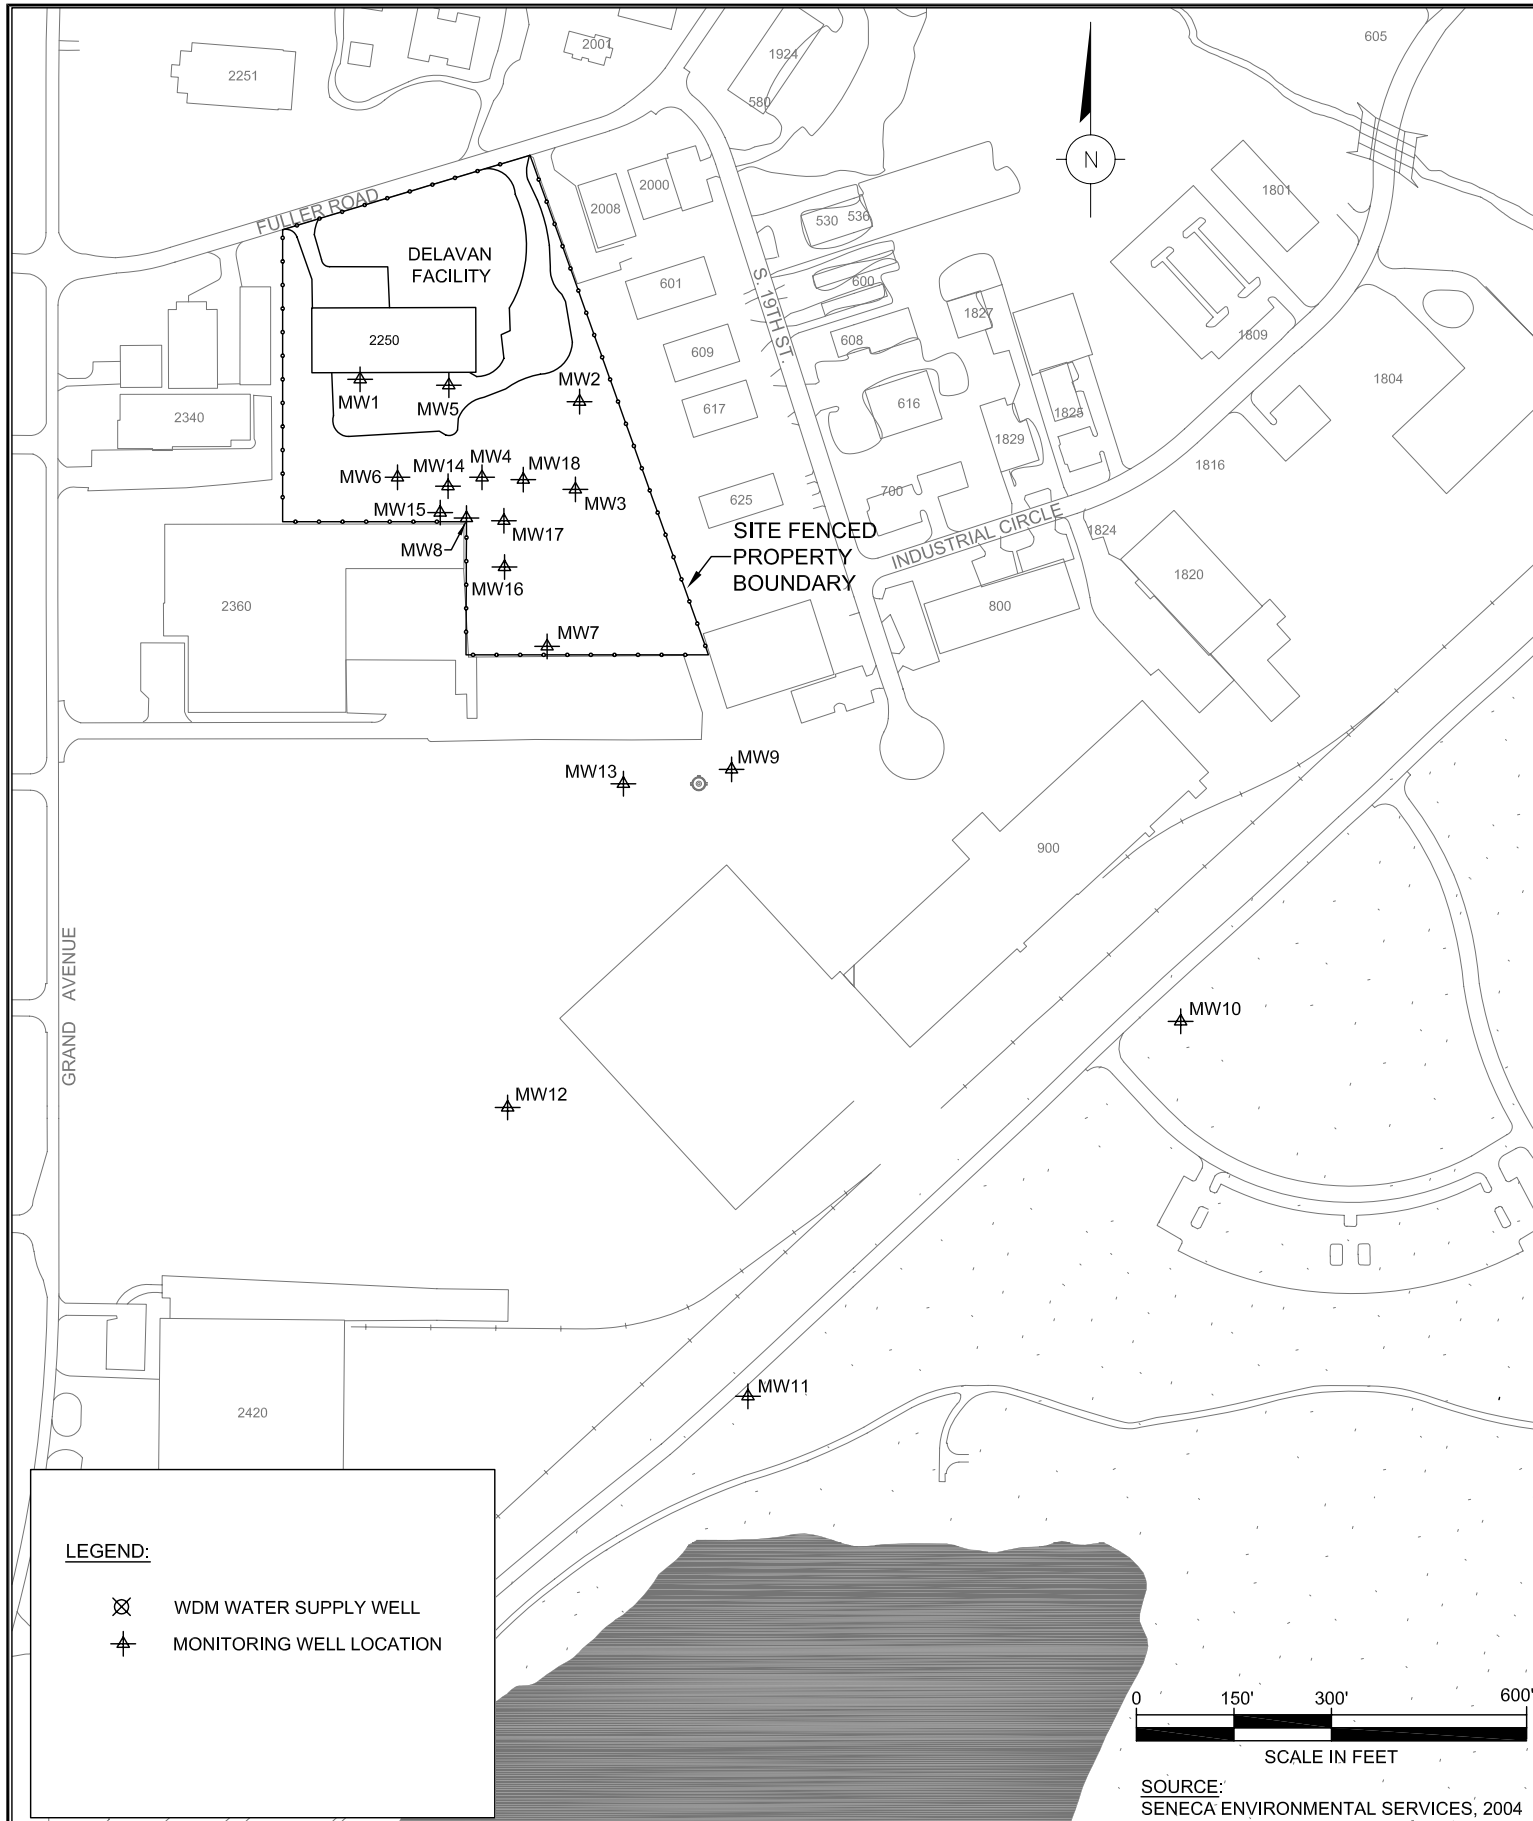 605
2251
2001
1924
580
N
2000
1801
FULLER ROAD
2008
530
536
DELAVAN
FACILITY
601
S. 19TH ST.
600
1827
2250
608
609
1809
MW1
MW5
MW2
1804
2340
617
616
1825
1829
MW6
MW14
MW4
MW18
MW3
1816
625
700
MW15
MW17
MW8
SITE FENCED
PROPERTY
BOUNDARY
INDUSTRIAL CIRCLE
1824
1820
MW16
2360
800
MW7
MW13
MW9
900
GRAND AVENUE
MW10
MW12
MW11
2420
LEGEND:
WDM WATER SUPPLY WELL
MONITORING WELL LOCATION
0 150' 300' 600'
SCALE IN FEET
SOURCE:
SENECA ENVIRONMENTAL SERVICES, 2004